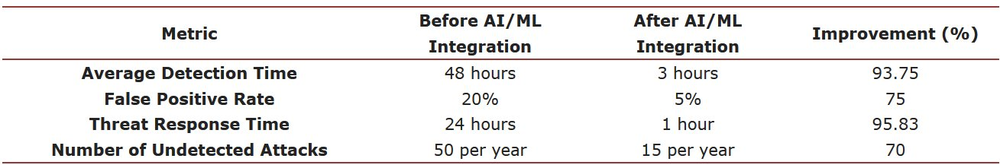 Metric Before AI/ML Integration After AI/ML Integration Improvement (%)
Average Detection Time 48 hours 3 hours 93.75
False Positive Rate 20% 5% 75
Threat Response Time 24 hours 1 hour 95.83
Number of Undetected Attacks 50 per year 15 per year 70